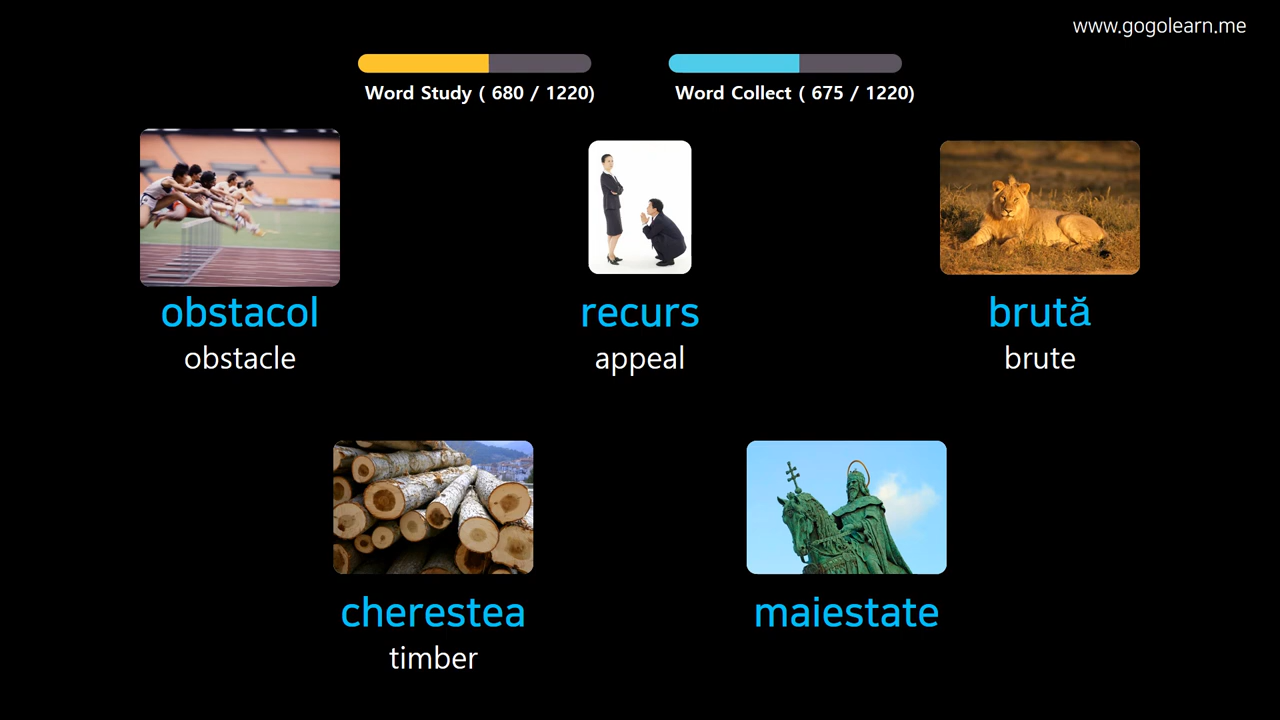 www.gogolearn.me
Word Study ( 680 / 1220)
Word Collect ( 675 / 1220)
obstacol
obstacle
recurs
appeal
brută
brute
cherestea
timber
maiestate